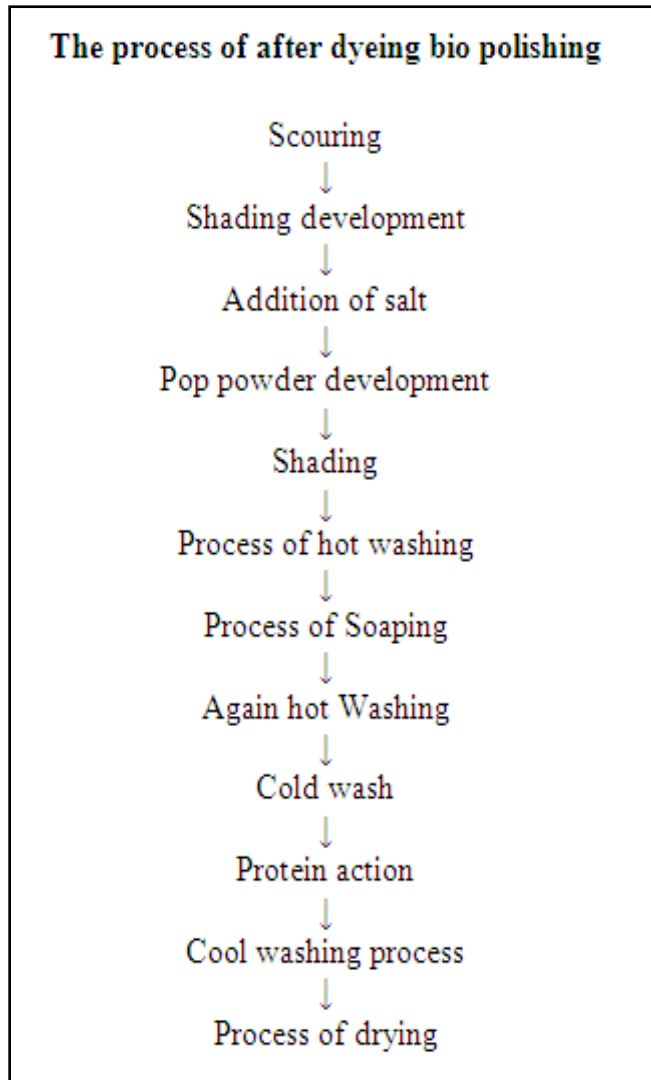 The process of after dyeing bio polishing
Scouring
↓
Shading development
↓
Addition of salt
↓
Pop powder development
↓
Shading
↓
Process of hot washing
↓
Process of Soaping
↓
Again hot Washing
↓
Cold wash
↓
Protein action
↓
Cool washing process
↓
Process of drying